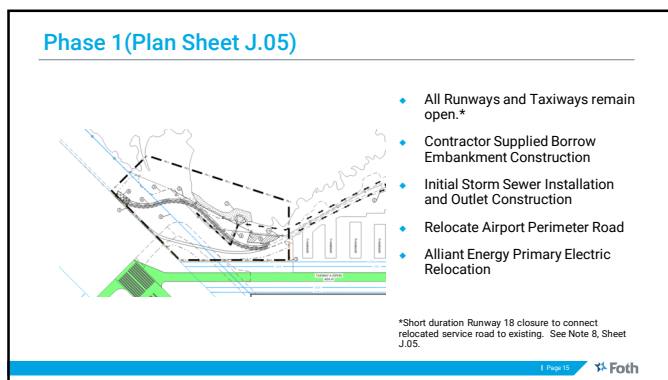 Phase 1(Plan Sheet J.05)
All Runways and Taxiways remain
open.*
Contractor Supplied Borrow
Embankment Construction
Initial Storm Sewer Installation
and Outlet Construction
Relocate Airport Perimeter Road
Alliant Energy Primary Electric
Relocation
*Short duration Runway 18 closure to connect
relocated service road to existing.  See Note 8, Sheet
J.05.
| Page 15
Foth